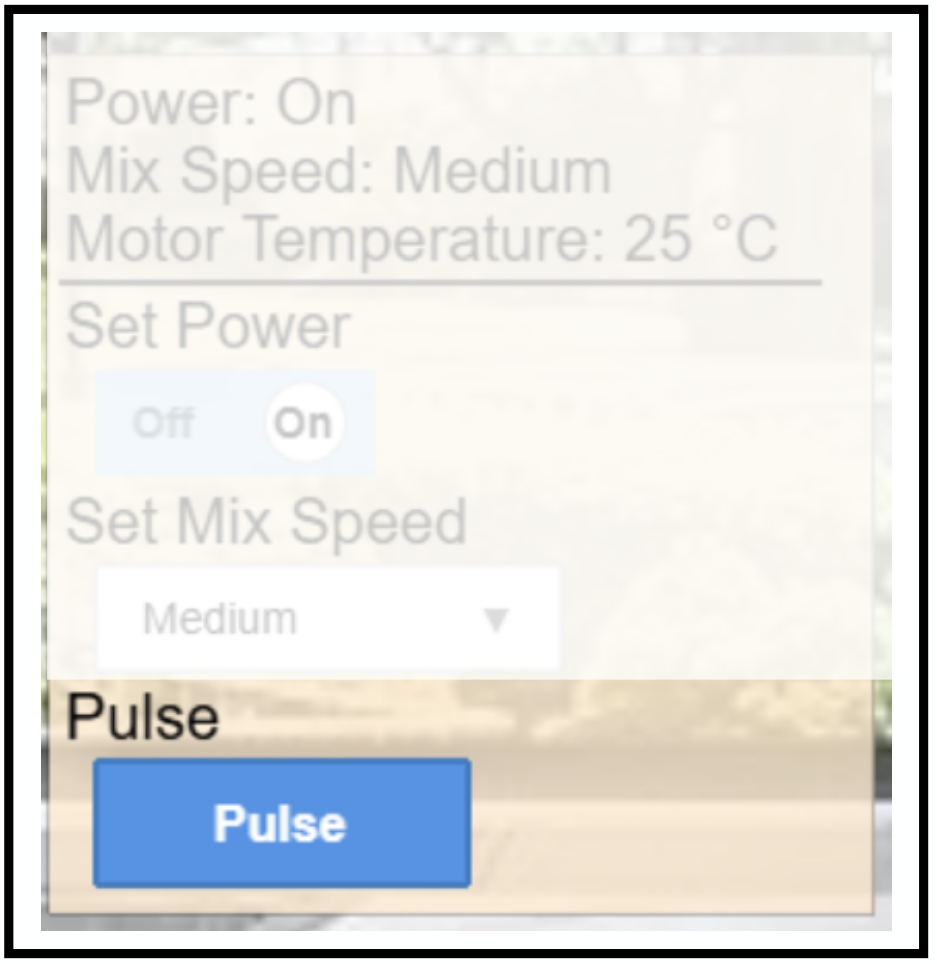 Power: On
Mix Speed: Medium
Motor Temperature: 25 °C
Set Power
Off On
Set Mix Speed
Medium ▼
Pulse
Pulse